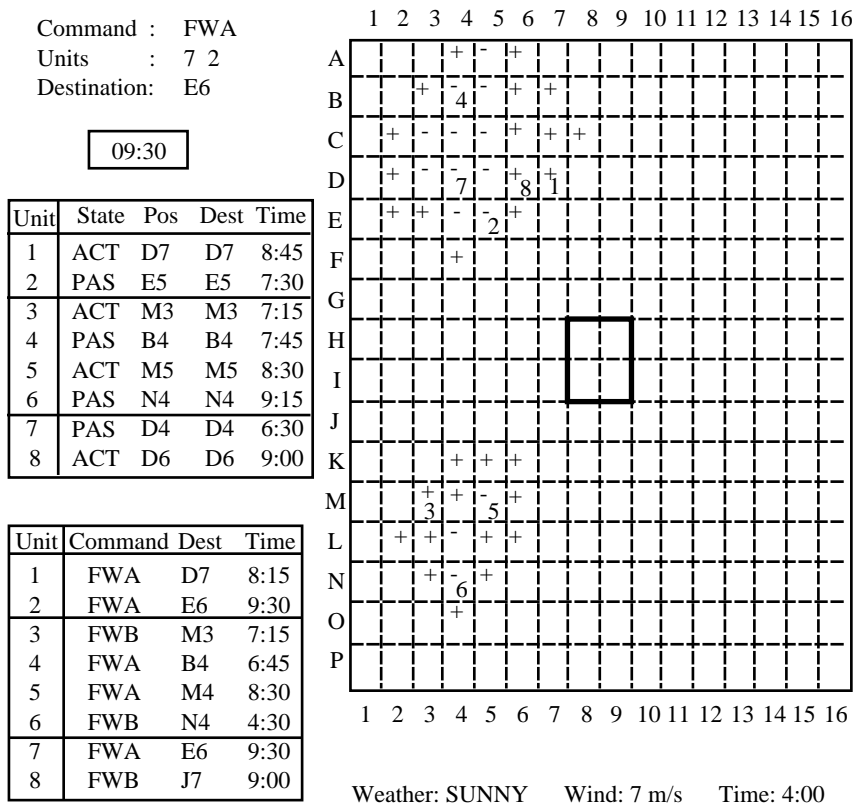 Command : FWA
Units : 7 2
Destination: E6
09:30
Unit State Pos Dest Time
1 ACT D7 D7 8:45
2 PAS E5 E5 7:30
3 ACT M3 M3 7:15
4 PAS B4 B4 7:45
5 ACT M5 M5 8:30
6 PAS N4 N4 9:15
7 PAS D4 D4 6:30
8 ACT D6 D6 9:00
Unit Command Dest Time
1 FWA D7 8:15
2 FWA E6 9:30
3 FWB M3 7:15
4 FWA B4 6:45
5 FWA M4 8:30
6 FWB N4 4:30
7 FWA E6 9:30
8 FWB J7 9:00
1 2 3 4 5 6 7 8 9 10 11 12 13 14 15 16
A + - +
B + - 4 - + +
C + - - - + + +
D + - - 7 - + 8 + 1
E + + - - 2 +
F +
G
H
I
J
K + + +
M + 3 + - 5 +
L + + - + +
N + - 6 +
O +
P
1 2 3 4 5 6 7 8 9 10 11 12 13 14 15 16
Weather: SUNNY Wind: 7 m/s Time: 4:00